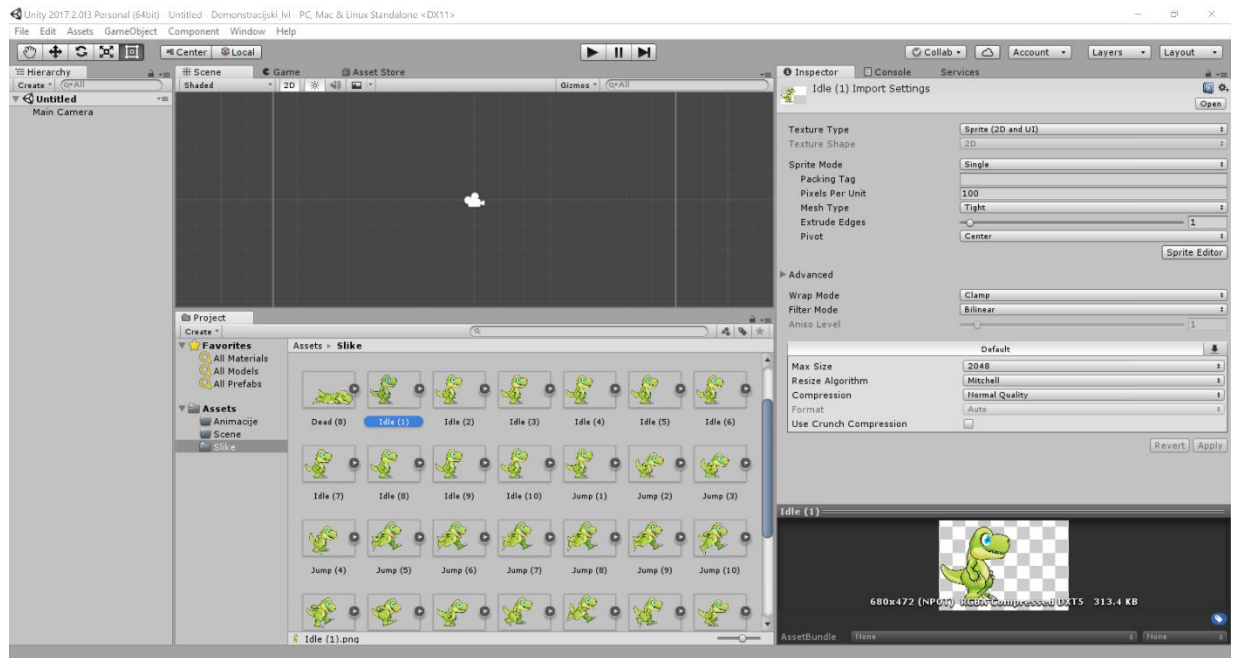 Unity 2017.2.0f3 Personal (64bit) - Untitled - Demonstracijski_lvl - PC, Mac & Linux Standalone <DX11>
File Edit Assets GameObject Component Window Help
Center Local Collab Account Layers Layout
Hierarchy
Create All
Untitled
Main Camera
Scene Game Asset Store
Shaded 2D Gizmos All
Project
Create
Favorites
All Materials
All Models
All Prefabs
Assets
Animacije
Scene
Slike
Assets Slike
Dead (8) Idle (1) Idle (2) Idle (3) Idle (4) Idle (5) Idle (6)
Idle (7) Idle (8) Idle (9) Idle (10) Jump (1) Jump (2) Jump (3)
Jump (4) Jump (5) Jump (6) Jump (7) Jump (8) Jump (9) Jump (10)
Idle (1).png
Inspector Console Services
Idle (1) Import Settings
Open
Texture Type Sprite (2D and UI)
Texture Shape 2D
Sprite Mode Single
Packing Tag
Pixels Per Unit 100
Mesh Type Tight
Extrude Edges 1
Pivot Center
Sprite Editor
Advanced
Wrap Mode Clamp
Filter Mode Bilinear
Aniso Level 1
Default
Max Size 2048
Resize Algorithm Mitchell
Compression Normal Quality
Format Auto
Use Crunch Compression
Revert Apply
Idle (1)
680x472 (NPOT) RGBA Compressed DXT5 313.4 KB
AssetBundle None None